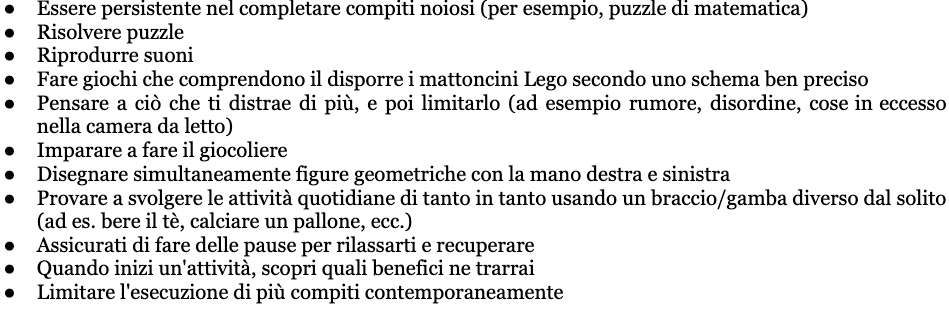 ● Essere persistente nel completare compiti noiosi (per esempio, puzzle di matematica)
● Risolvere puzzle
● Riprodurre suoni
● Fare giochi che comprendono il disporre i mattoncini Lego secondo uno schema ben preciso
● Pensare a ciò che ti distrae di più, e poi limitarlo (ad esempio rumore, disordine, cose in eccesso
nella camera da letto)
● Imparare a fare il giocoliere
● Disegnare simultaneamente figure geometriche con la mano destra e sinistra
● Provare a svolgere le attività quotidiane di tanto in tanto usando un braccio/gamba diverso dal solito
(ad es. bere il tè, calciare un pallone, ecc.)
● Assicurati di fare delle pause per rilassarti e recuperare
● Quando inizi un'attività, scopri quali benefici ne trarrai
● Limitare l'esecuzione di più compiti contemporaneamente